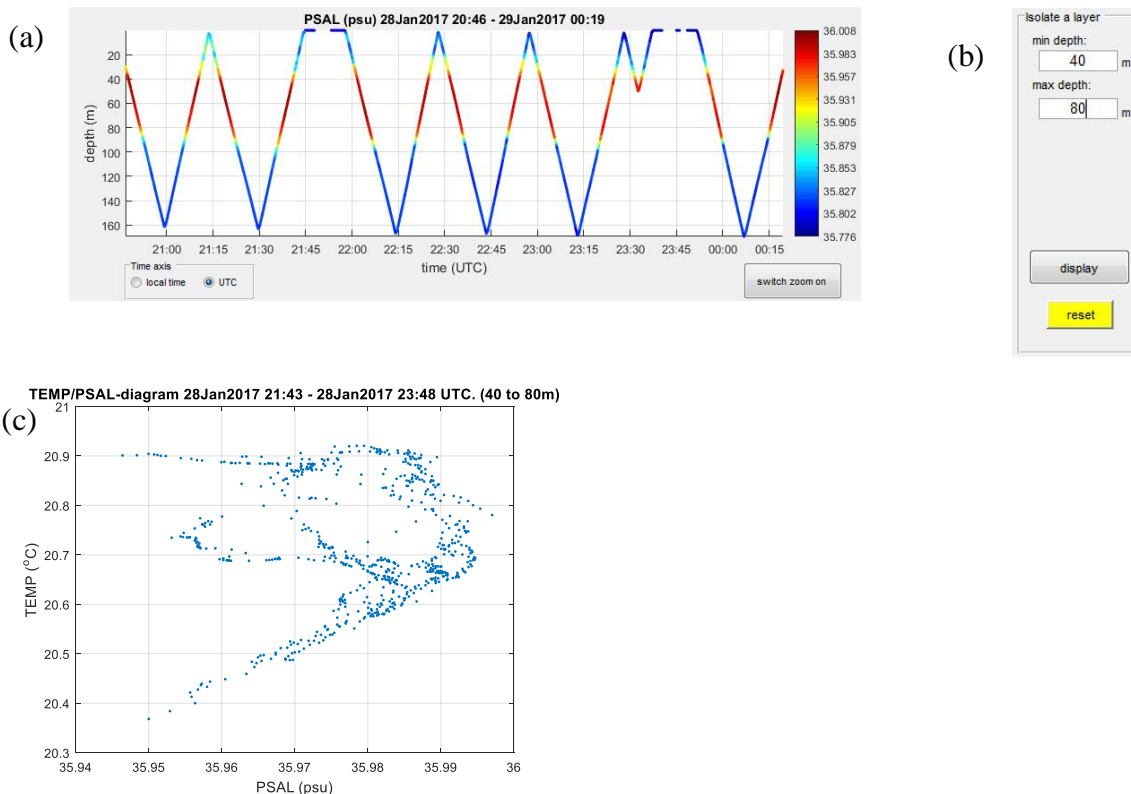 (a)
PSAL (psu) 28Jan2017 20:46 - 29Jan2017 00:19
20
40
60
80
100
120
140
160
depth (m)
21:00 21:15 21:30 21:45 22:00 22:15 22:30 22:45 23:00 23:15 23:30 23:45 00:00 00:15
time (UTC)
36.008
35.983
35.957
35.931
35.905
35.879
35.853
35.827
35.802
35.776
Time axis
local time UTC
switch zoom on
(b)
Isolate a layer
min depth:
40 m
max depth:
80 m
display
reset
(c)
TEMP/PSAL-diagram 28Jan2017 21:43 - 28Jan2017 23:48 UTC. (40 to 80m)
21
20.9
20.8
20.7
20.6
20.5
20.4
20.3
TEMP (°C)
35.94 35.95 35.96 35.97 35.98 35.99 36
PSAL (psu)